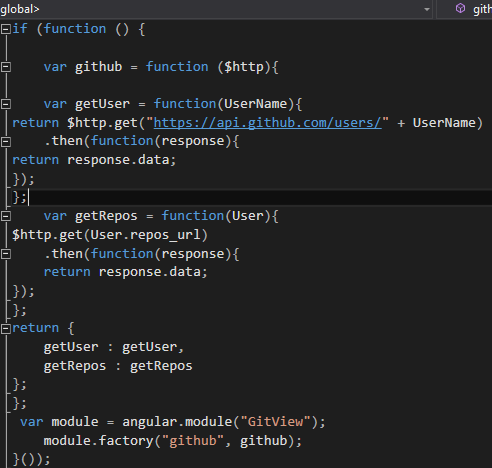 global>
gith
if (function () {
var github = function ($http){
var getUser = function(UserName){
return $http.get("https://api.github.com/users/" + UserName)
.then(function(response){
return response.data;
});
};
var getRepos = function(User){
$http.get(User.repos_url)
.then(function(response){
return response.data;
});
};
return {
getUser : getUser,
getRepos : getRepos
};
};
var module = angular.module("GitView");
module.factory("github", github);
}());